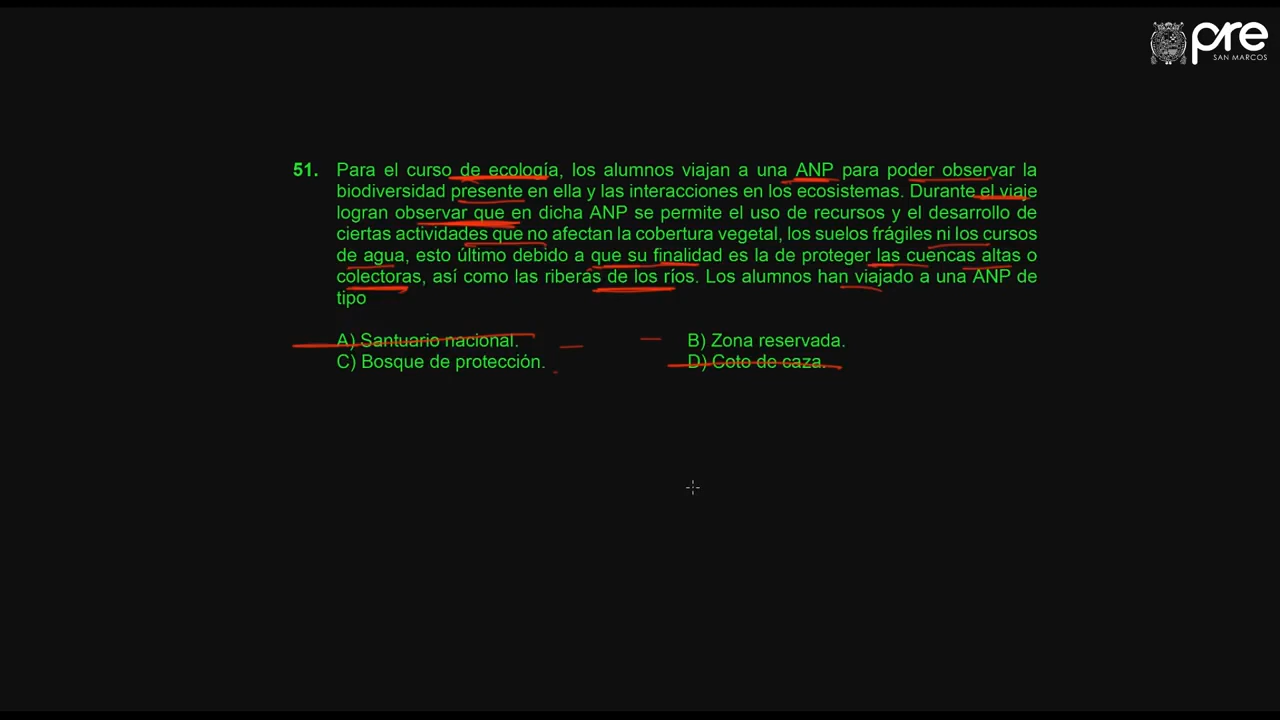 pre
SAN MARCOS
51. Para el curso de ecología, los alumnos viajan a una ANP para poder observar la
biodiversidad presente en ella y las interacciones en los ecosistemas. Durante el viaje
logran observar que en dicha ANP se permite el uso de recursos y el desarrollo de
ciertas actividades que no afectan la cobertura vegetal, los suelos frágiles ni los cursos
de agua, esto último debido a que su finalidad es la de proteger las cuencas altas o
colectoras, así como las riberas de los ríos. Los alumnos han viajado a una ANP de
tipo
A) Santuario nacional. B) Zona reservada.
C) Bosque de protección. D) Coto de caza.